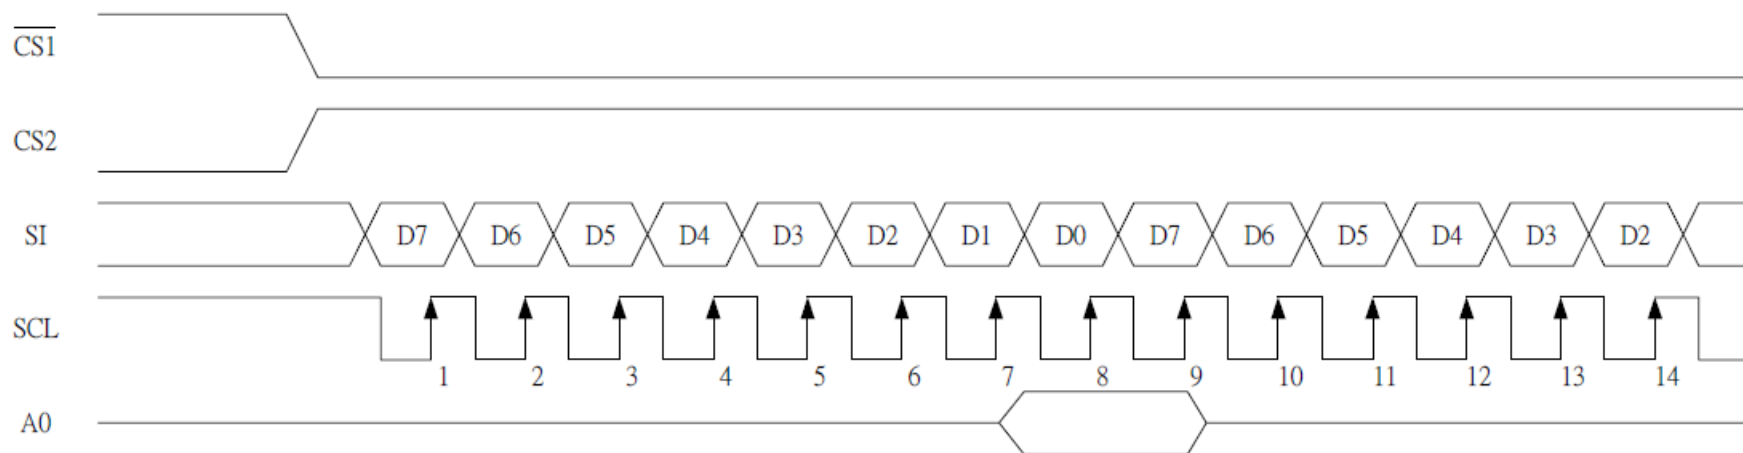 CS1
CS2
SI D7 D6 D5 D4 D3 D2 D1 D0 D7 D6 D5 D4 D3 D2
SCL
1 2 3 4 5 6 7 8 9 10 11 12 13 14
A0